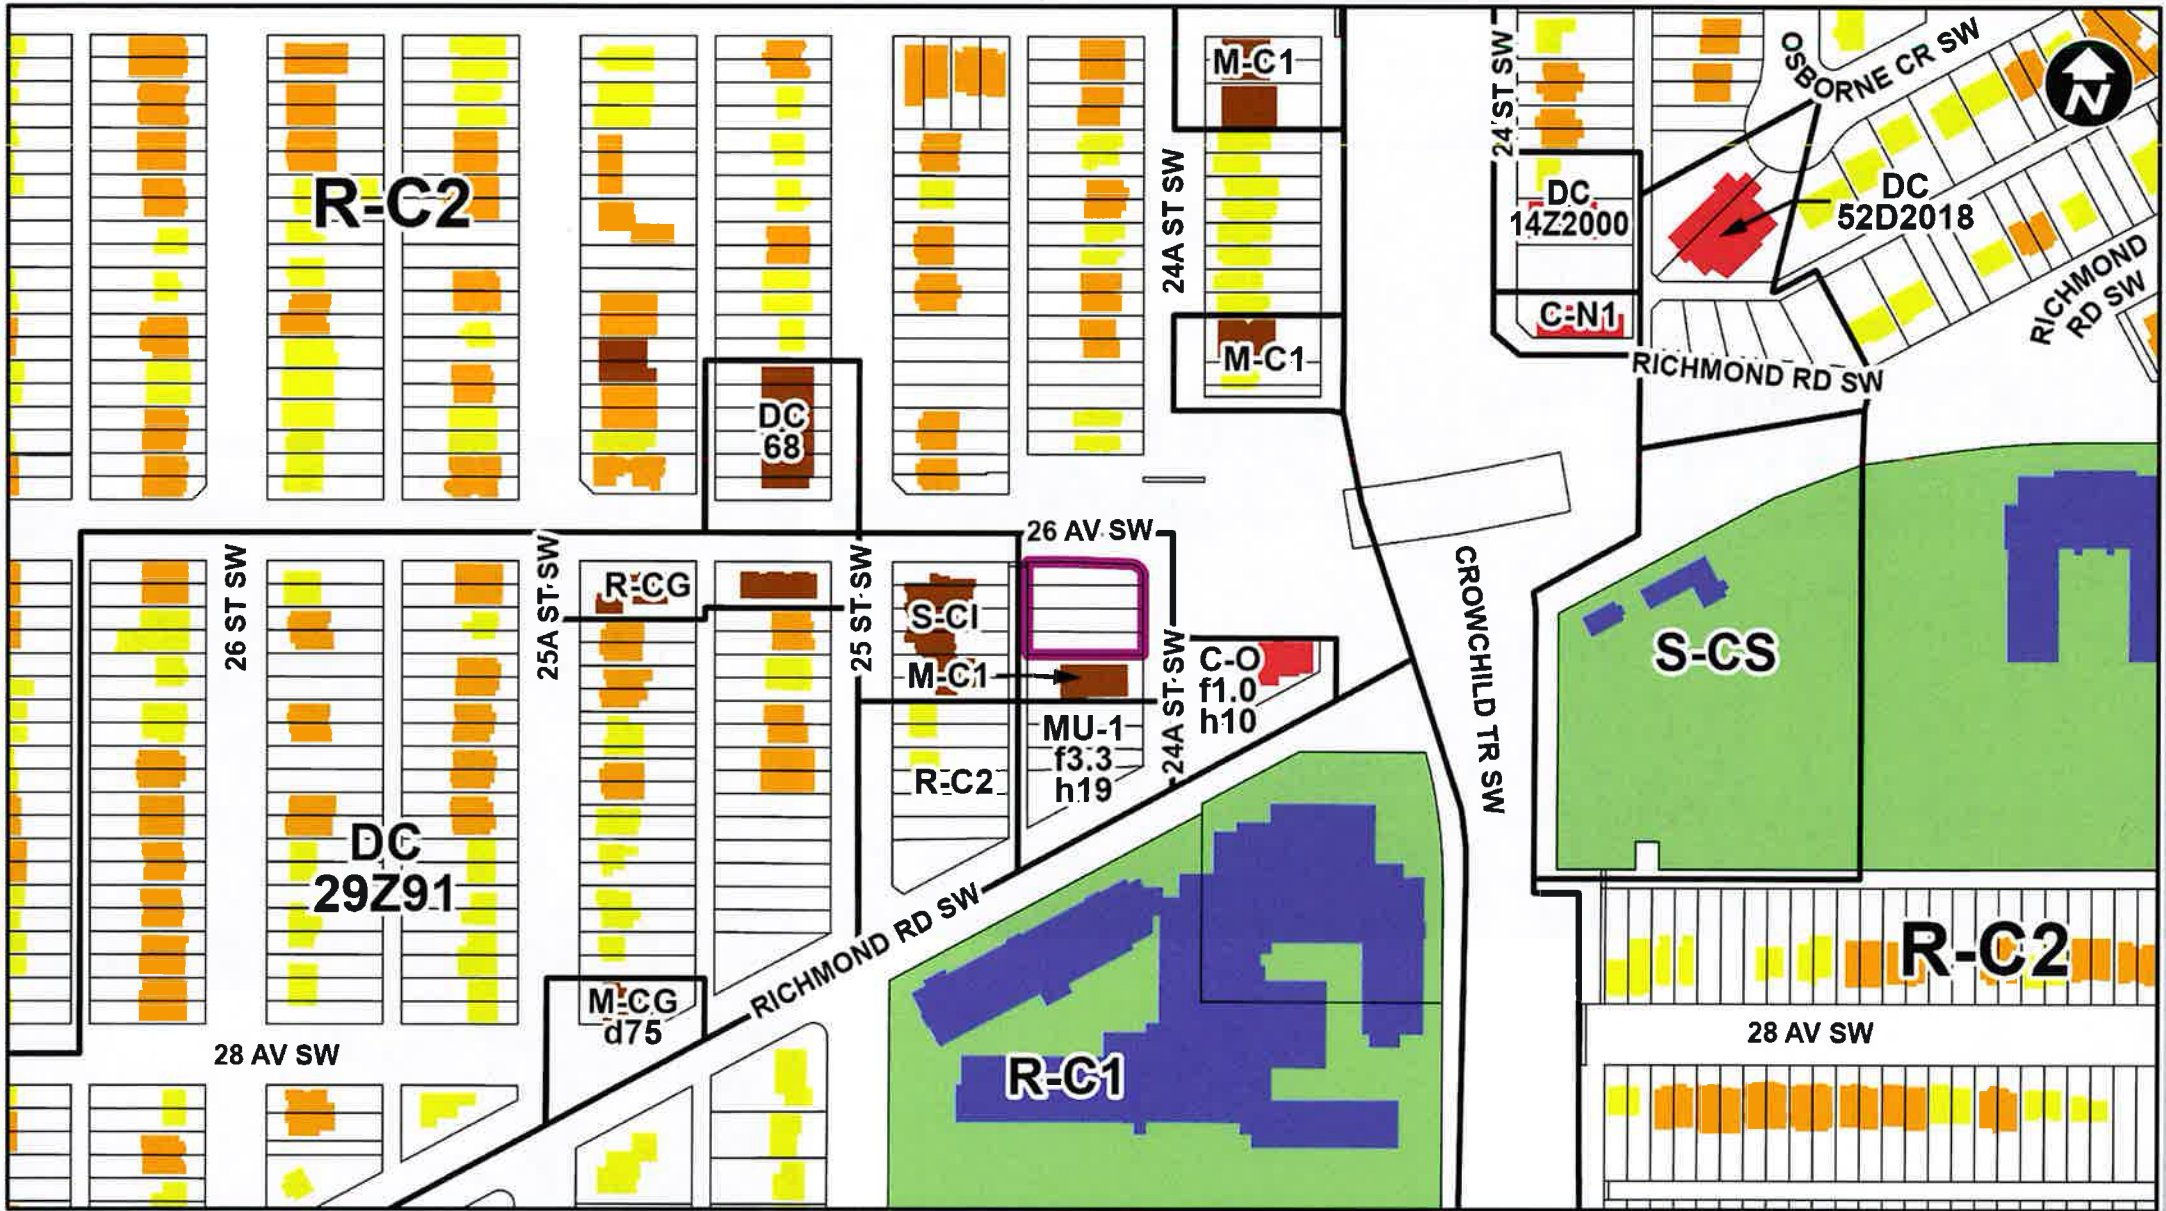 M-C1
24 ST SW
OSBORNE CR SW
N
R-C2
24A ST SW
DC
14Z2000
DC
52D2018
RICHMOND
RD SW
C-N1
M-C1
RICHMOND RD SW
DC
68
26 AV SW
26 ST SW
25A ST SW
R-CG
25 ST SW
S-CI
M-C1
24A ST SW
C-O
f1.0
h10
CROWCHILD TR SW
S-CS
MU-1
f3.3
h19
R-C2
DC
29Z91
RICHMOND RD SW
R-C2
M-CG
d75
28 AV SW
28 AV SW
R-C1